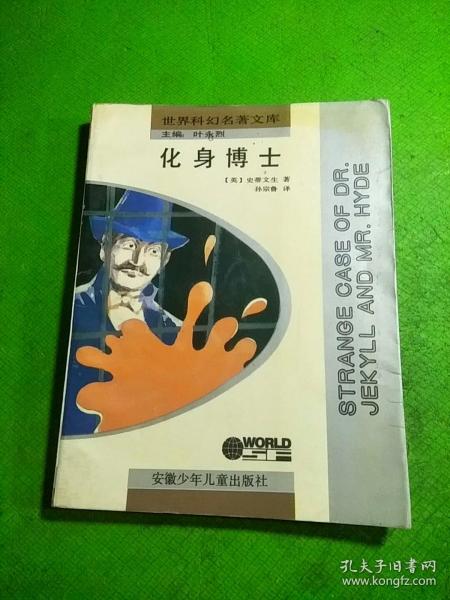 世界科幻名著文库
主编:叶永烈
化身博士
【英】史蒂文生 著
孙宗鲁 译
STRANGE CASE OF DR.
JEKYLL AND MR. HYDE
WORLD
SF
安徽少年儿童出版社
孔夫子旧书网
www.kongfz.com